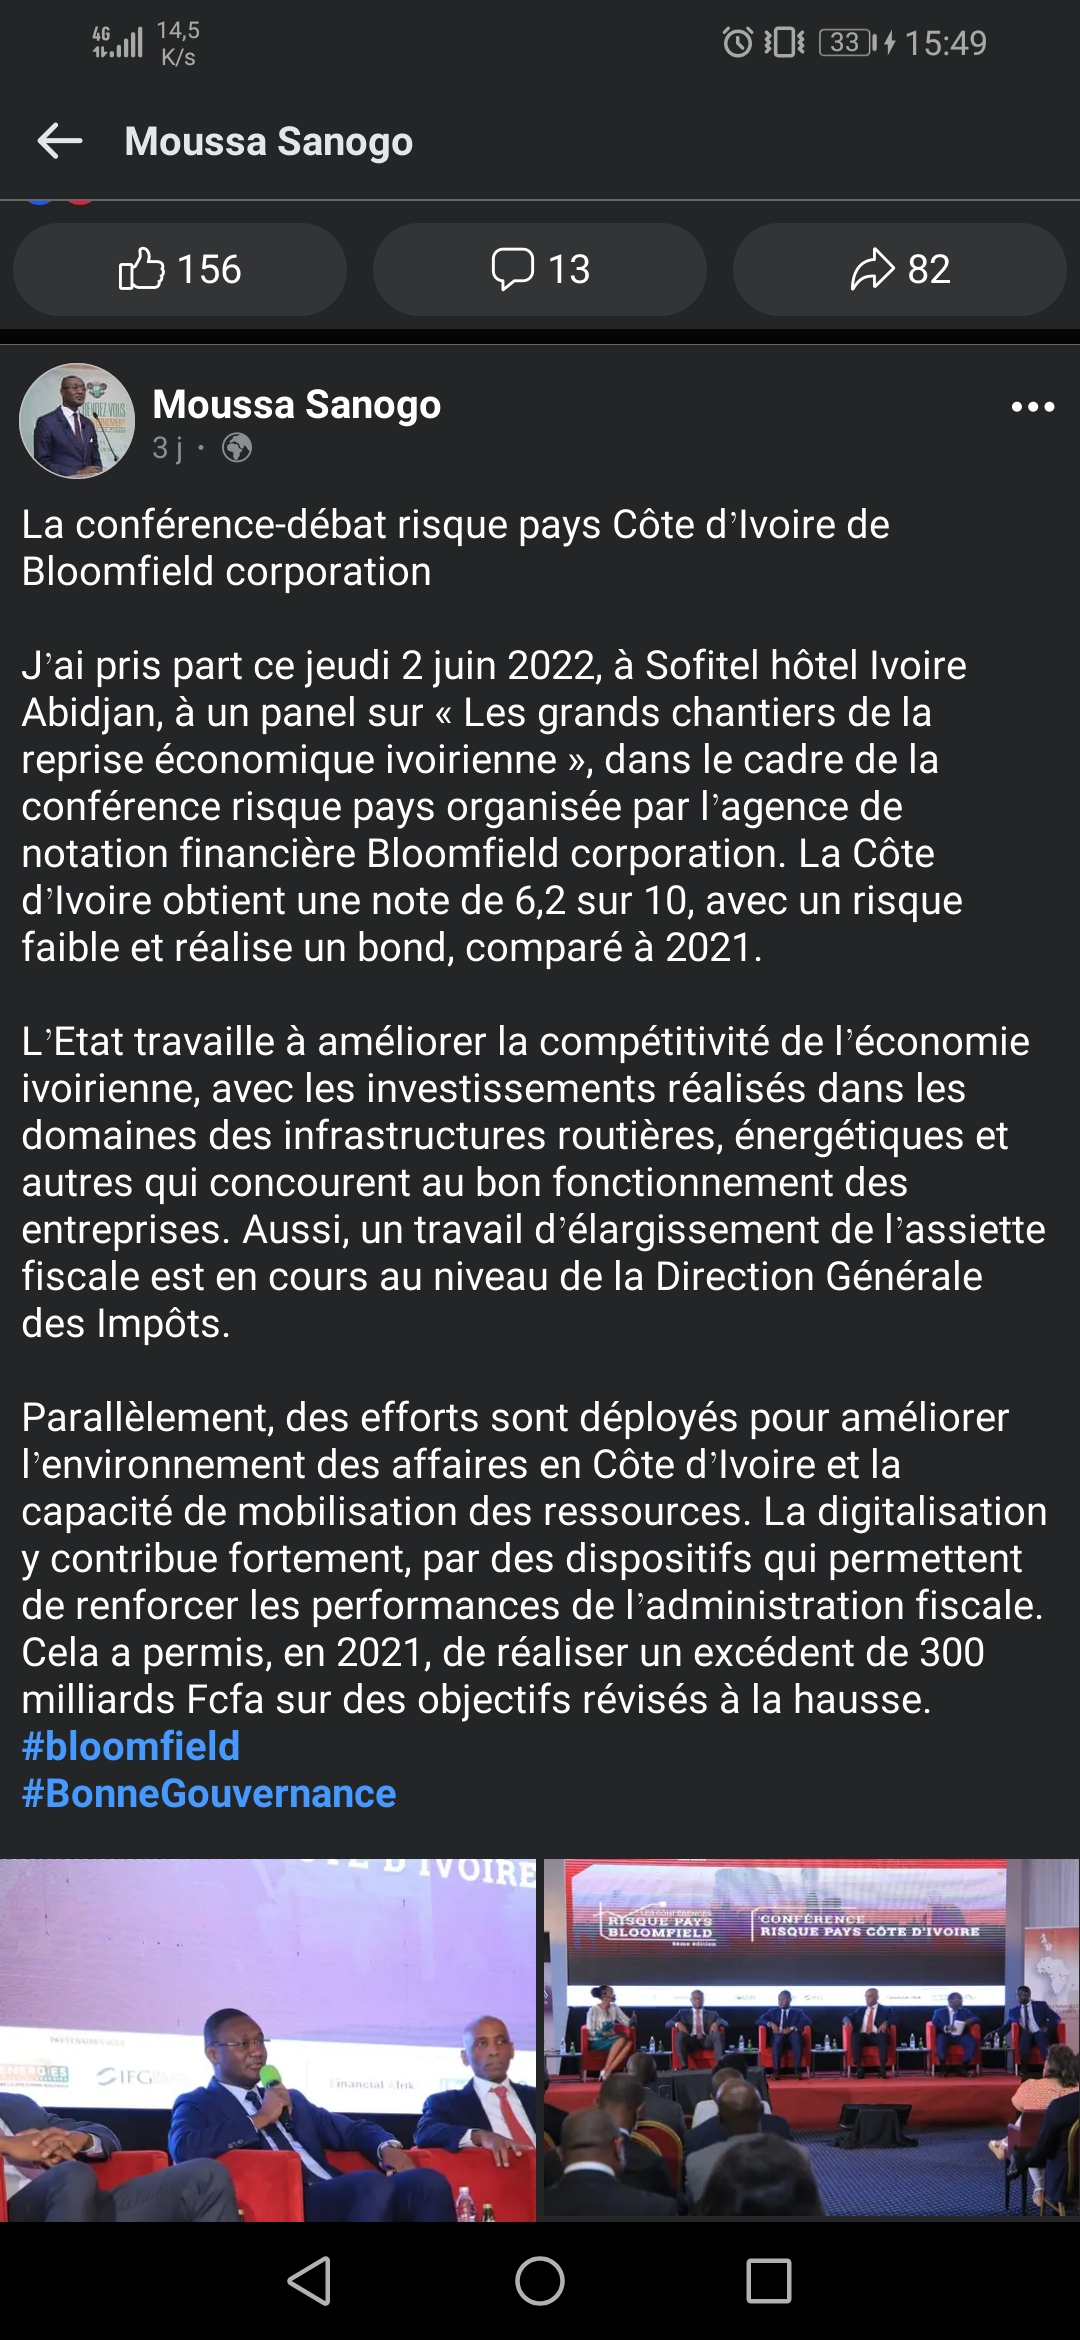 4G 14,5 K/s 33 15:49
Moussa Sanogo
156 13 82
RENDEZ-VOUS
Moussa Sanogo
3 j ·
La conférence-débat risque pays Côte d’Ivoire de
Bloomfield corporation
J’ai pris part ce jeudi 2 juin 2022, à Sofitel hôtel Ivoire
Abidjan, à un panel sur « Les grands chantiers de la
reprise économique ivoirienne », dans le cadre de la
conférence risque pays organisée par l’agence de
notation financière Bloomfield corporation. La Côte
d’Ivoire obtient une note de 6,2 sur 10, avec un risque
faible et réalise un bond, comparé à 2021.
L’Etat travaille à améliorer la compétitivité de l’économie
ivoirienne, avec les investissements réalisés dans les
domaines des infrastructures routières, énergétiques et
autres qui concourent au bon fonctionnement des
entreprises. Aussi, un travail d’élargissement de l’assiette
fiscale est en cours au niveau de la Direction Générale
des Impôts.
Parallèlement, des efforts sont déployés pour améliorer
l’environnement des affaires en Côte d’Ivoire et la
capacité de mobilisation des ressources. La digitalisation
y contribue fortement, par des dispositifs qui permettent
de renforcer les performances de l’administration fiscale.
Cela a permis, en 2021, de réaliser un excédent de 300
milliards Fcfa sur des objectifs révisés à la hausse.
#bloomfield
#BonneGouvernance
D'IVOIRE
IFG
Financial Afrik
LES CONFÉRENCES
RISQUE PAYS
BLOOMFIELD
CONFÉRENCE
RISQUE PAYS CÔTE D'IVOIRE